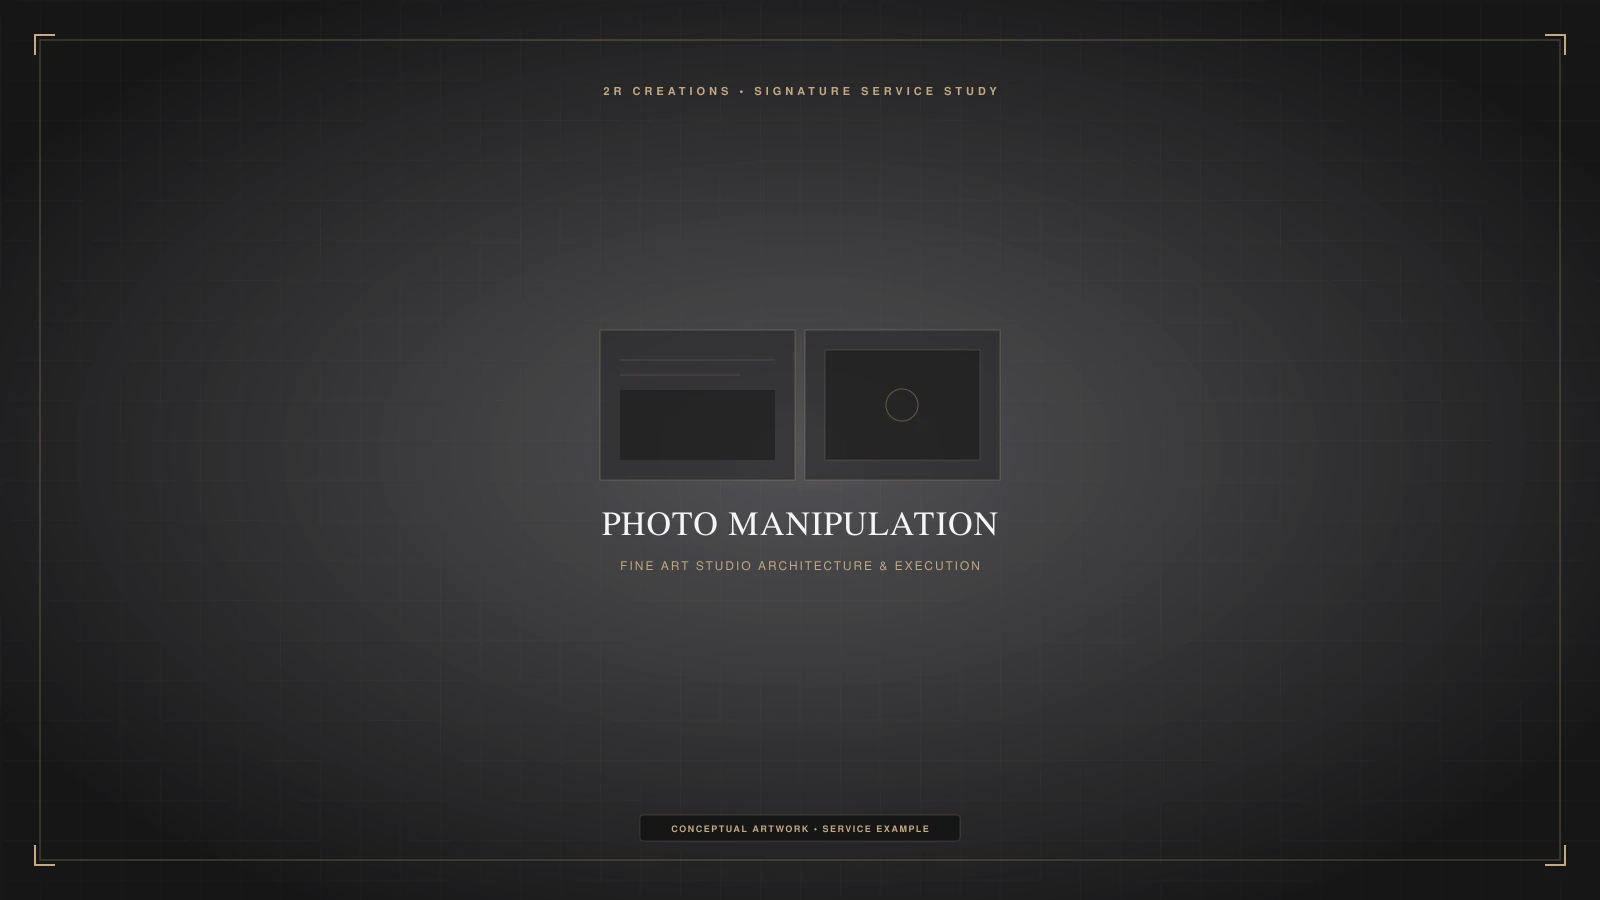 2R CREATIONS • SIGNATURE SERVICE STUDY
PHOTO MANIPULATION
FINE ART STUDIO ARCHITECTURE & EXECUTION
CONCEPTUAL ARTWORK • SERVICE EXAMPLE